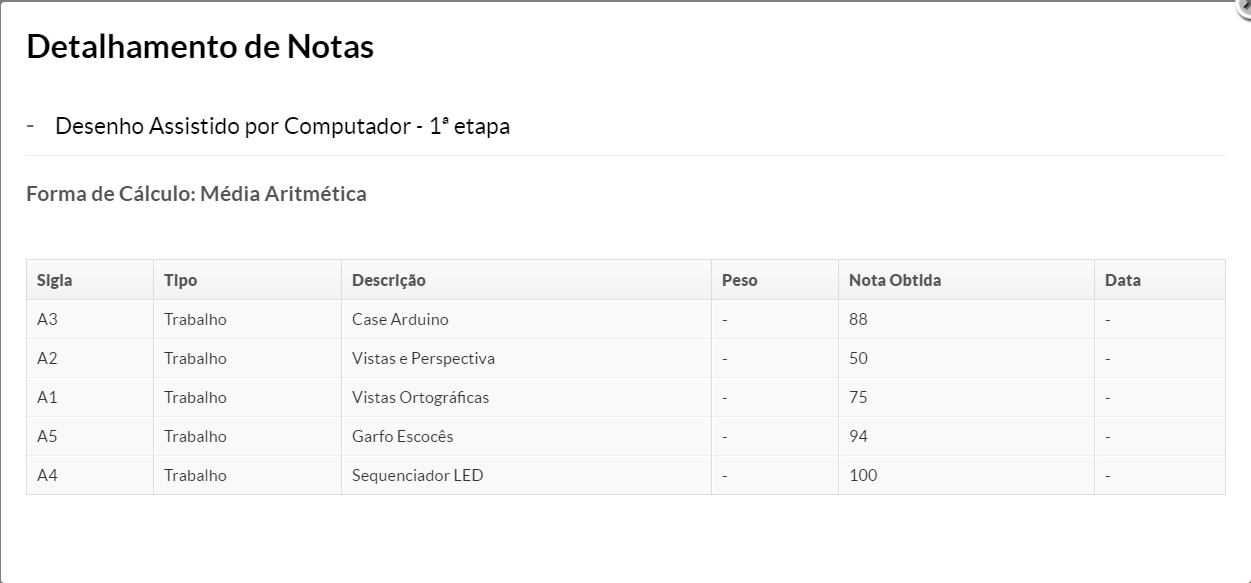 Detalhamento de Notas
- Desenho Assistido por Computador - 1ª etapa
Forma de Cálculo: Média Aritmética
Sigla Tipo Descrição Peso Nota Obtida Data
A3 Trabalho Case Arduino - 88 -
A2 Trabalho Vistas e Perspectiva - 50 -
A1 Trabalho Vistas Ortográficas - 75 -
A5 Trabalho Garfo Escocês - 94 -
A4 Trabalho Sequenciador LED - 100 -